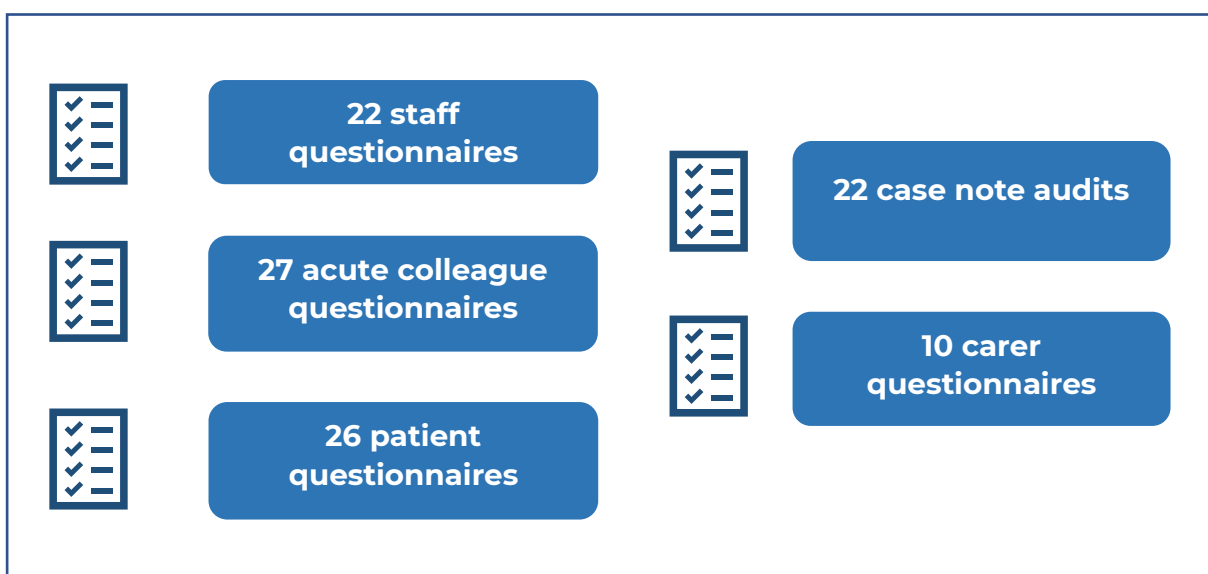 22 staff
questionnaires
27 acute colleague
questionnaires
26 patient
questionnaires
22 case note audits
10 carer
questionnaires